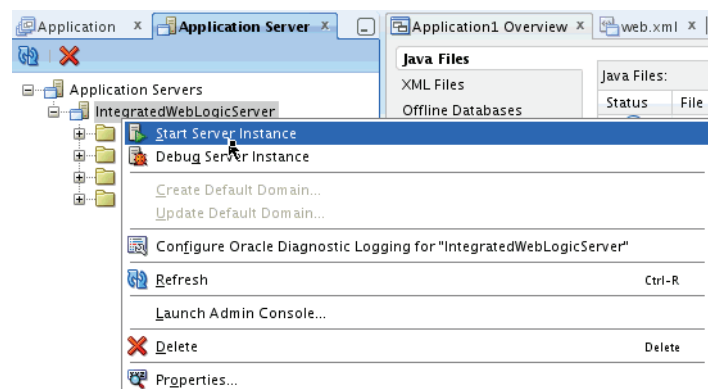 Application x Application Server x Application1 Overview x web.xml x
Java Files
XML Files
Offline Databases
Java Files:
Status File
Application Servers
IntegratedWebLogicServer
Start Server Instance
Debug Server Instance
Create Default Domain...
Update Default Domain...
Configure Oracle Diagnostic Logging for "IntegratedWebLogicServer"
Refresh Ctrl-R
Launch Admin Console...
Delete Delete
Properties...